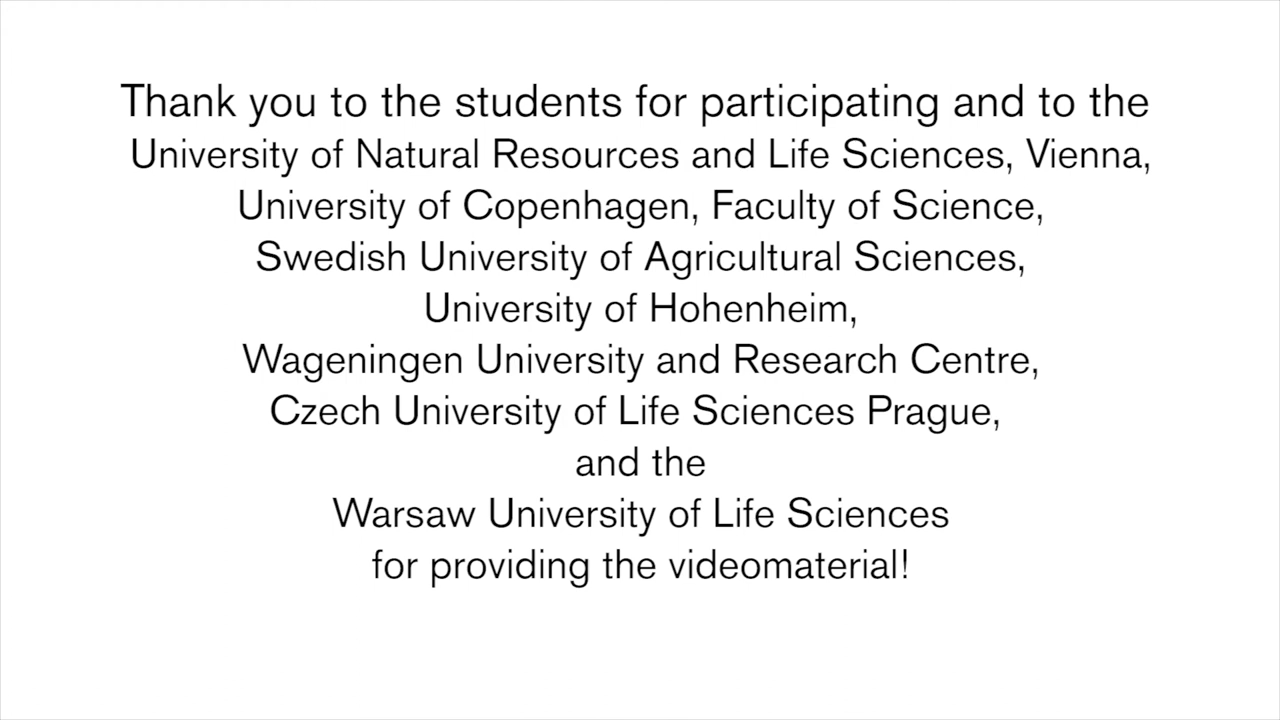 Thank you to the students for participating and to the
University of Natural Resources and Life Sciences, Vienna,
University of Copenhagen, Faculty of Science,
Swedish University of Agricultural Sciences,
University of Hohenheim,
Wageningen University and Research Centre,
Czech University of Life Sciences Prague,
and the
Warsaw University of Life Sciences
for providing the videomaterial!